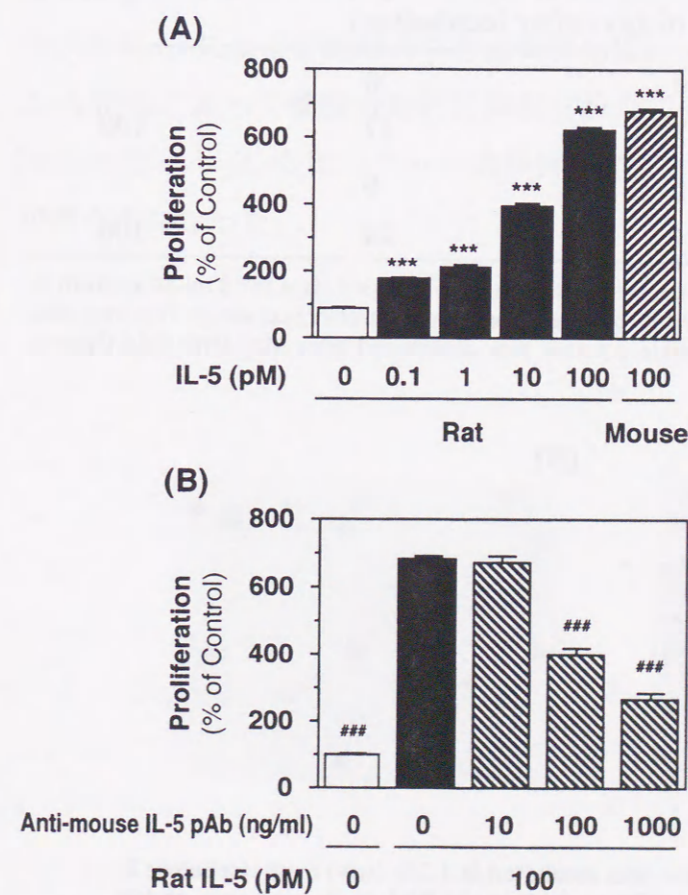 (A)
Proliferation
(% of Control)
800
600
400
200
0
*** *** *** *** ***
IL-5 (pM) 0 0.1 1 10 100 100
Rat Mouse
(B)
Proliferation
(% of Control)
800
600
400
200
0
### ### ###
Anti-mouse IL-5 pAb (ng/ml) 0 0 10 100 1000
Rat IL-5 (pM) 0 100